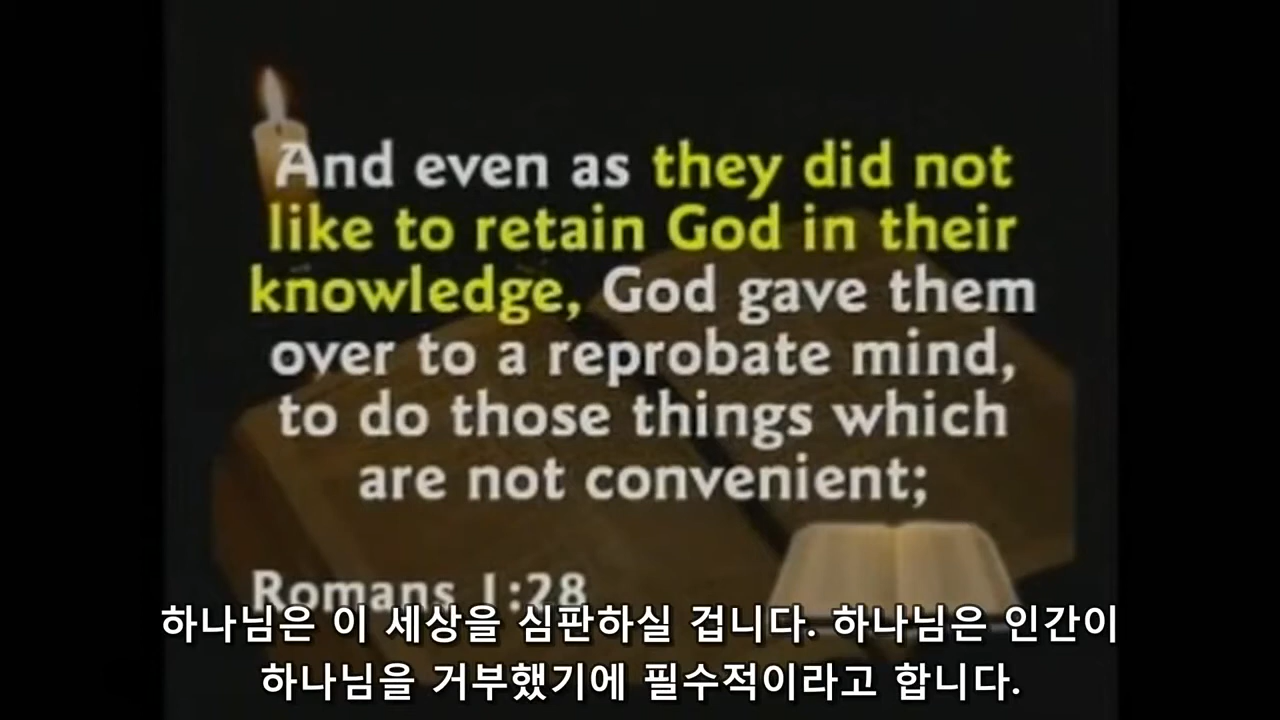 And even as they did not
like to retain God in their
knowledge, God gave them
over to a reprobate mind,
to do those things which
are not convenient;
Romans 1:28
하나님은 이 세상을 심판하실 겁니다. 하나님은 인간이
하나님을 거부했기에 필수적이라고 합니다.